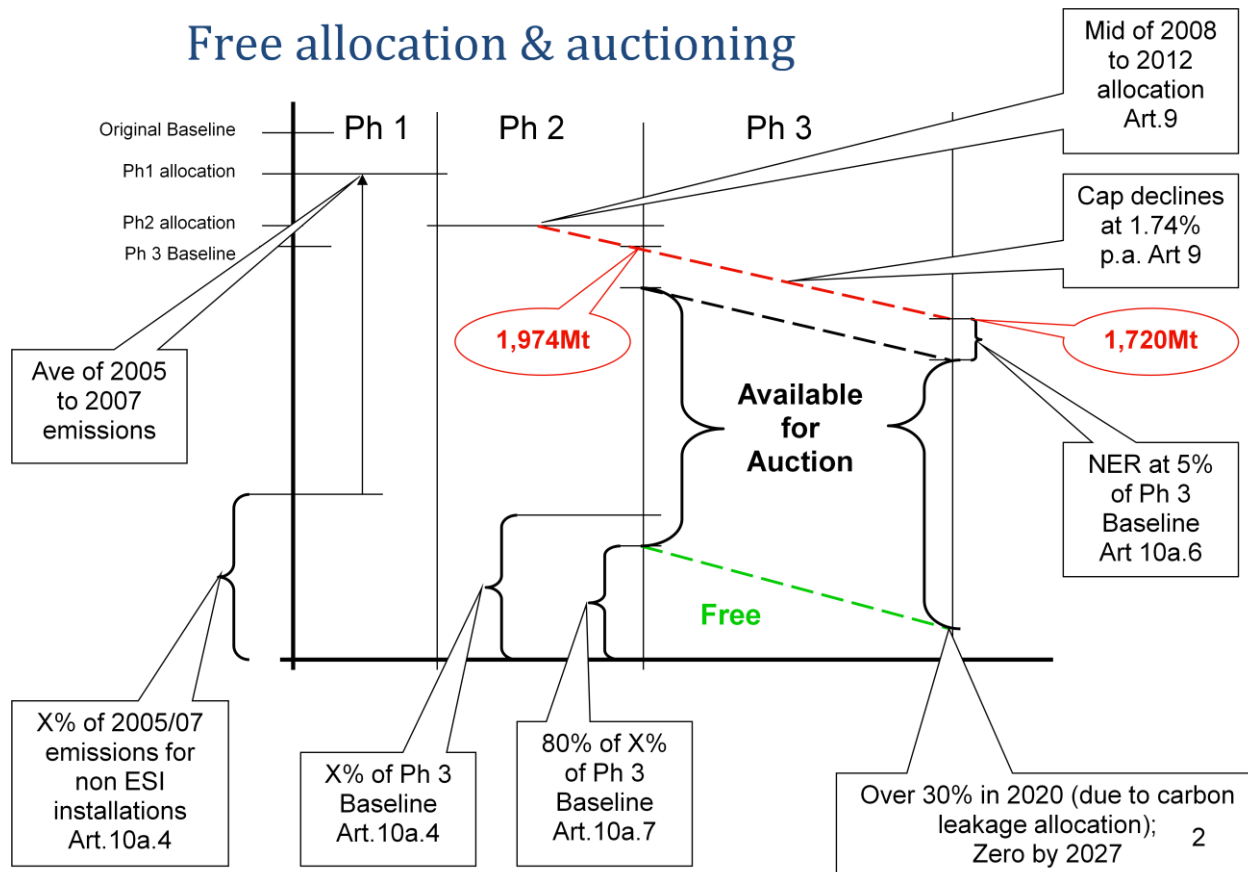 Free allocation & auctioning
Mid of 2008
to 2012
allocation
Art.9
Original Baseline
Ph 1
Ph 2
Ph 3
Ph1 allocation
Cap declines
at 1.74%
p.a. Art 9
Ph2 allocation
Ph 3 Baseline
1,974Mt
1,720Mt
Ave of 2005
to 2007
emissions
Available
for
Auction
NER at 5%
of Ph 3
Baseline
Art 10a.6
Free
X% of 2005/07
emissions for
non ESI
installations
Art.10a.4
X% of Ph 3
Baseline
Art.10a.4
80% of X%
of Ph 3
Baseline
Art.10a.7
Over 30% in 2020 (due to carbon
leakage allocation);
Zero by 2027
2